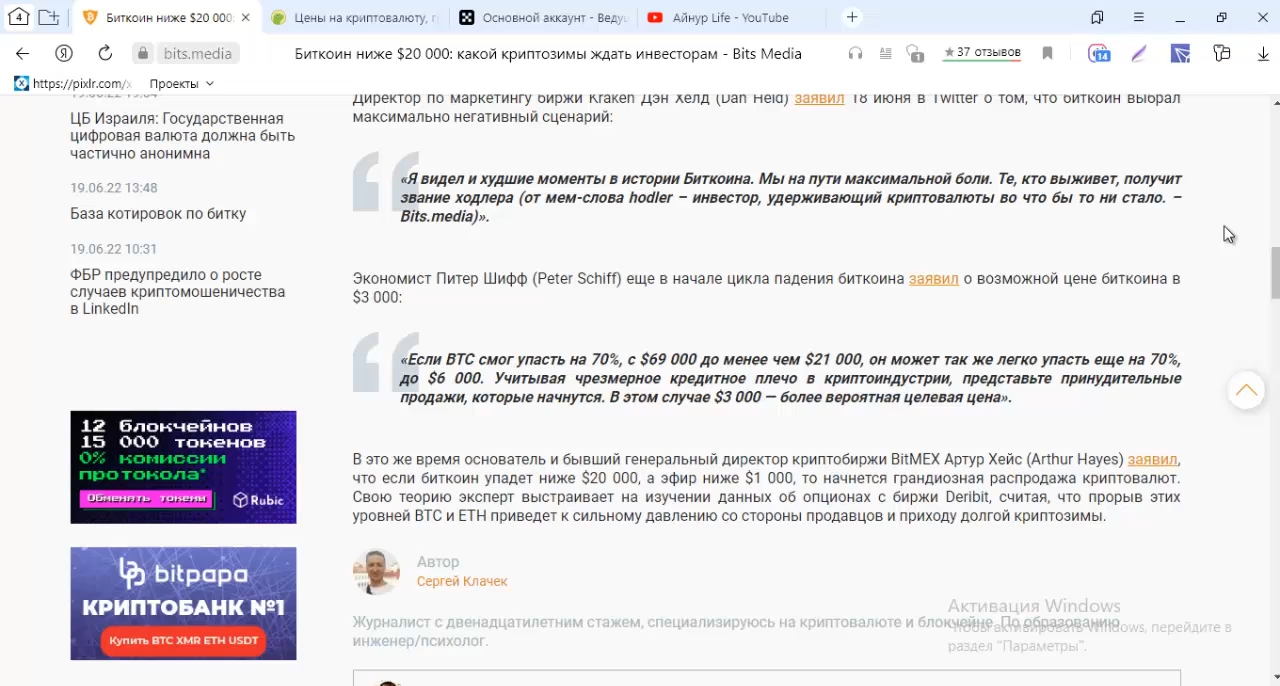 4
Биткоин ниже $20 000:
Цены на криптовалюту, г
Основной аккаунт - Ведущ
Айнур Life - YouTube
Я
bits.media
Биткоин ниже $20 000: какой криптозимы ждать инвесторам - Bits Media
1
★ 37 отзывов
14
https://pixlr.com/x
Проекты
19.06.22 13:48
ЦБ Израиля: Государственная
цифровая валюта должна быть
частично анонимна
База котировок по битку
19.06.22 10:31
ФБР предупредило о росте
случаев криптомошенничества
в LinkedIn
12 блокчейнов
15 000 токенов
0% комиссии
протокола*
Обменять токены
Rubic
bitpapa
КРИПТОБАНК №1
Купить BTC XMR ETH USDT
Директор по маркетингу биржи Kraken Дэн Хелд (Dan Held) заявил 18 июня в Twitter о том, что биткоин выбрал
максимально негативный сценарий:
«Я видел и худшие моменты в истории Биткоина. Мы на пути максимальной боли. Те, кто выживет, получит
звание ходлера (от мем-слова hodler – инвестор, удерживающий криптовалюты во что бы то ни стало. –
Bits.media)».
Экономист Питер Шифф (Peter Schiff) еще в начале цикла падения биткоина заявил о возможной цене биткоина в
$3 000:
«Если BTC смог упасть на 70%, с $69 000 до менее чем $21 000, он может так же легко упасть еще на 70%,
до $6 000. Учитывая чрезмерное кредитное плечо в криптоиндустрии, представьте принудительные
продажи, которые начнутся. В этом случае $3 000 — более вероятная целевая цена».
В это же время основатель и бывший генеральный директор криптобиржи BitMEX Артур Хейс (Arthur Hayes) заявил,
что если биткоин упадет ниже $20 000, а эфир ниже $1 000, то начнется грандиозная распродажа криптовалют.
Свою теорию эксперт выстраивает на изучении данных об опционах с биржи Deribit, считая, что прорыв этих
уровней BTC и ETH приведет к сильному давлению со стороны продавцов и приходу долгой криптозимы.
Автор
Сергей Клачек
Журналист с двенадцатилетним стажем, специализируюсь на криптовалюте и блокчейне. По образованию
инженер/психолог.
Активация Windows
Чтобы активировать Windows, перейдите в
раздел "Параметры".